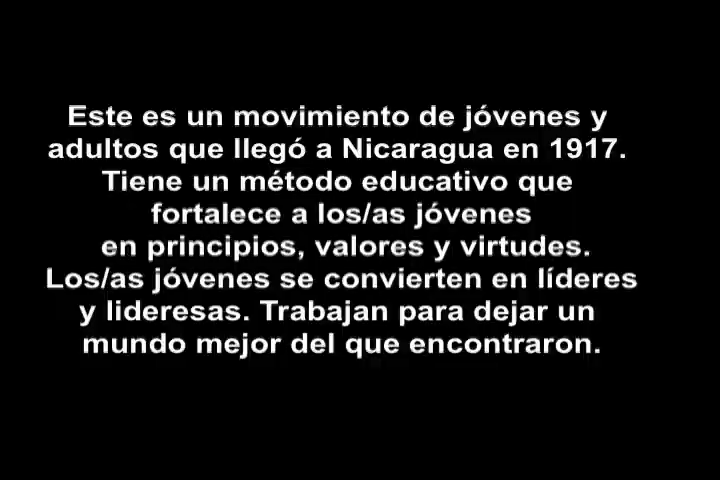 Este es un movimiento de jóvenes y
adultos que llegó a Nicaragua en 1917.
Tiene un método educativo que
fortalece a los/as jóvenes
en principios, valores y virtudes.
Los/as jóvenes se convierten en líderes
y lideresas. Trabajan para dejar un
mundo mejor del que encontraron.